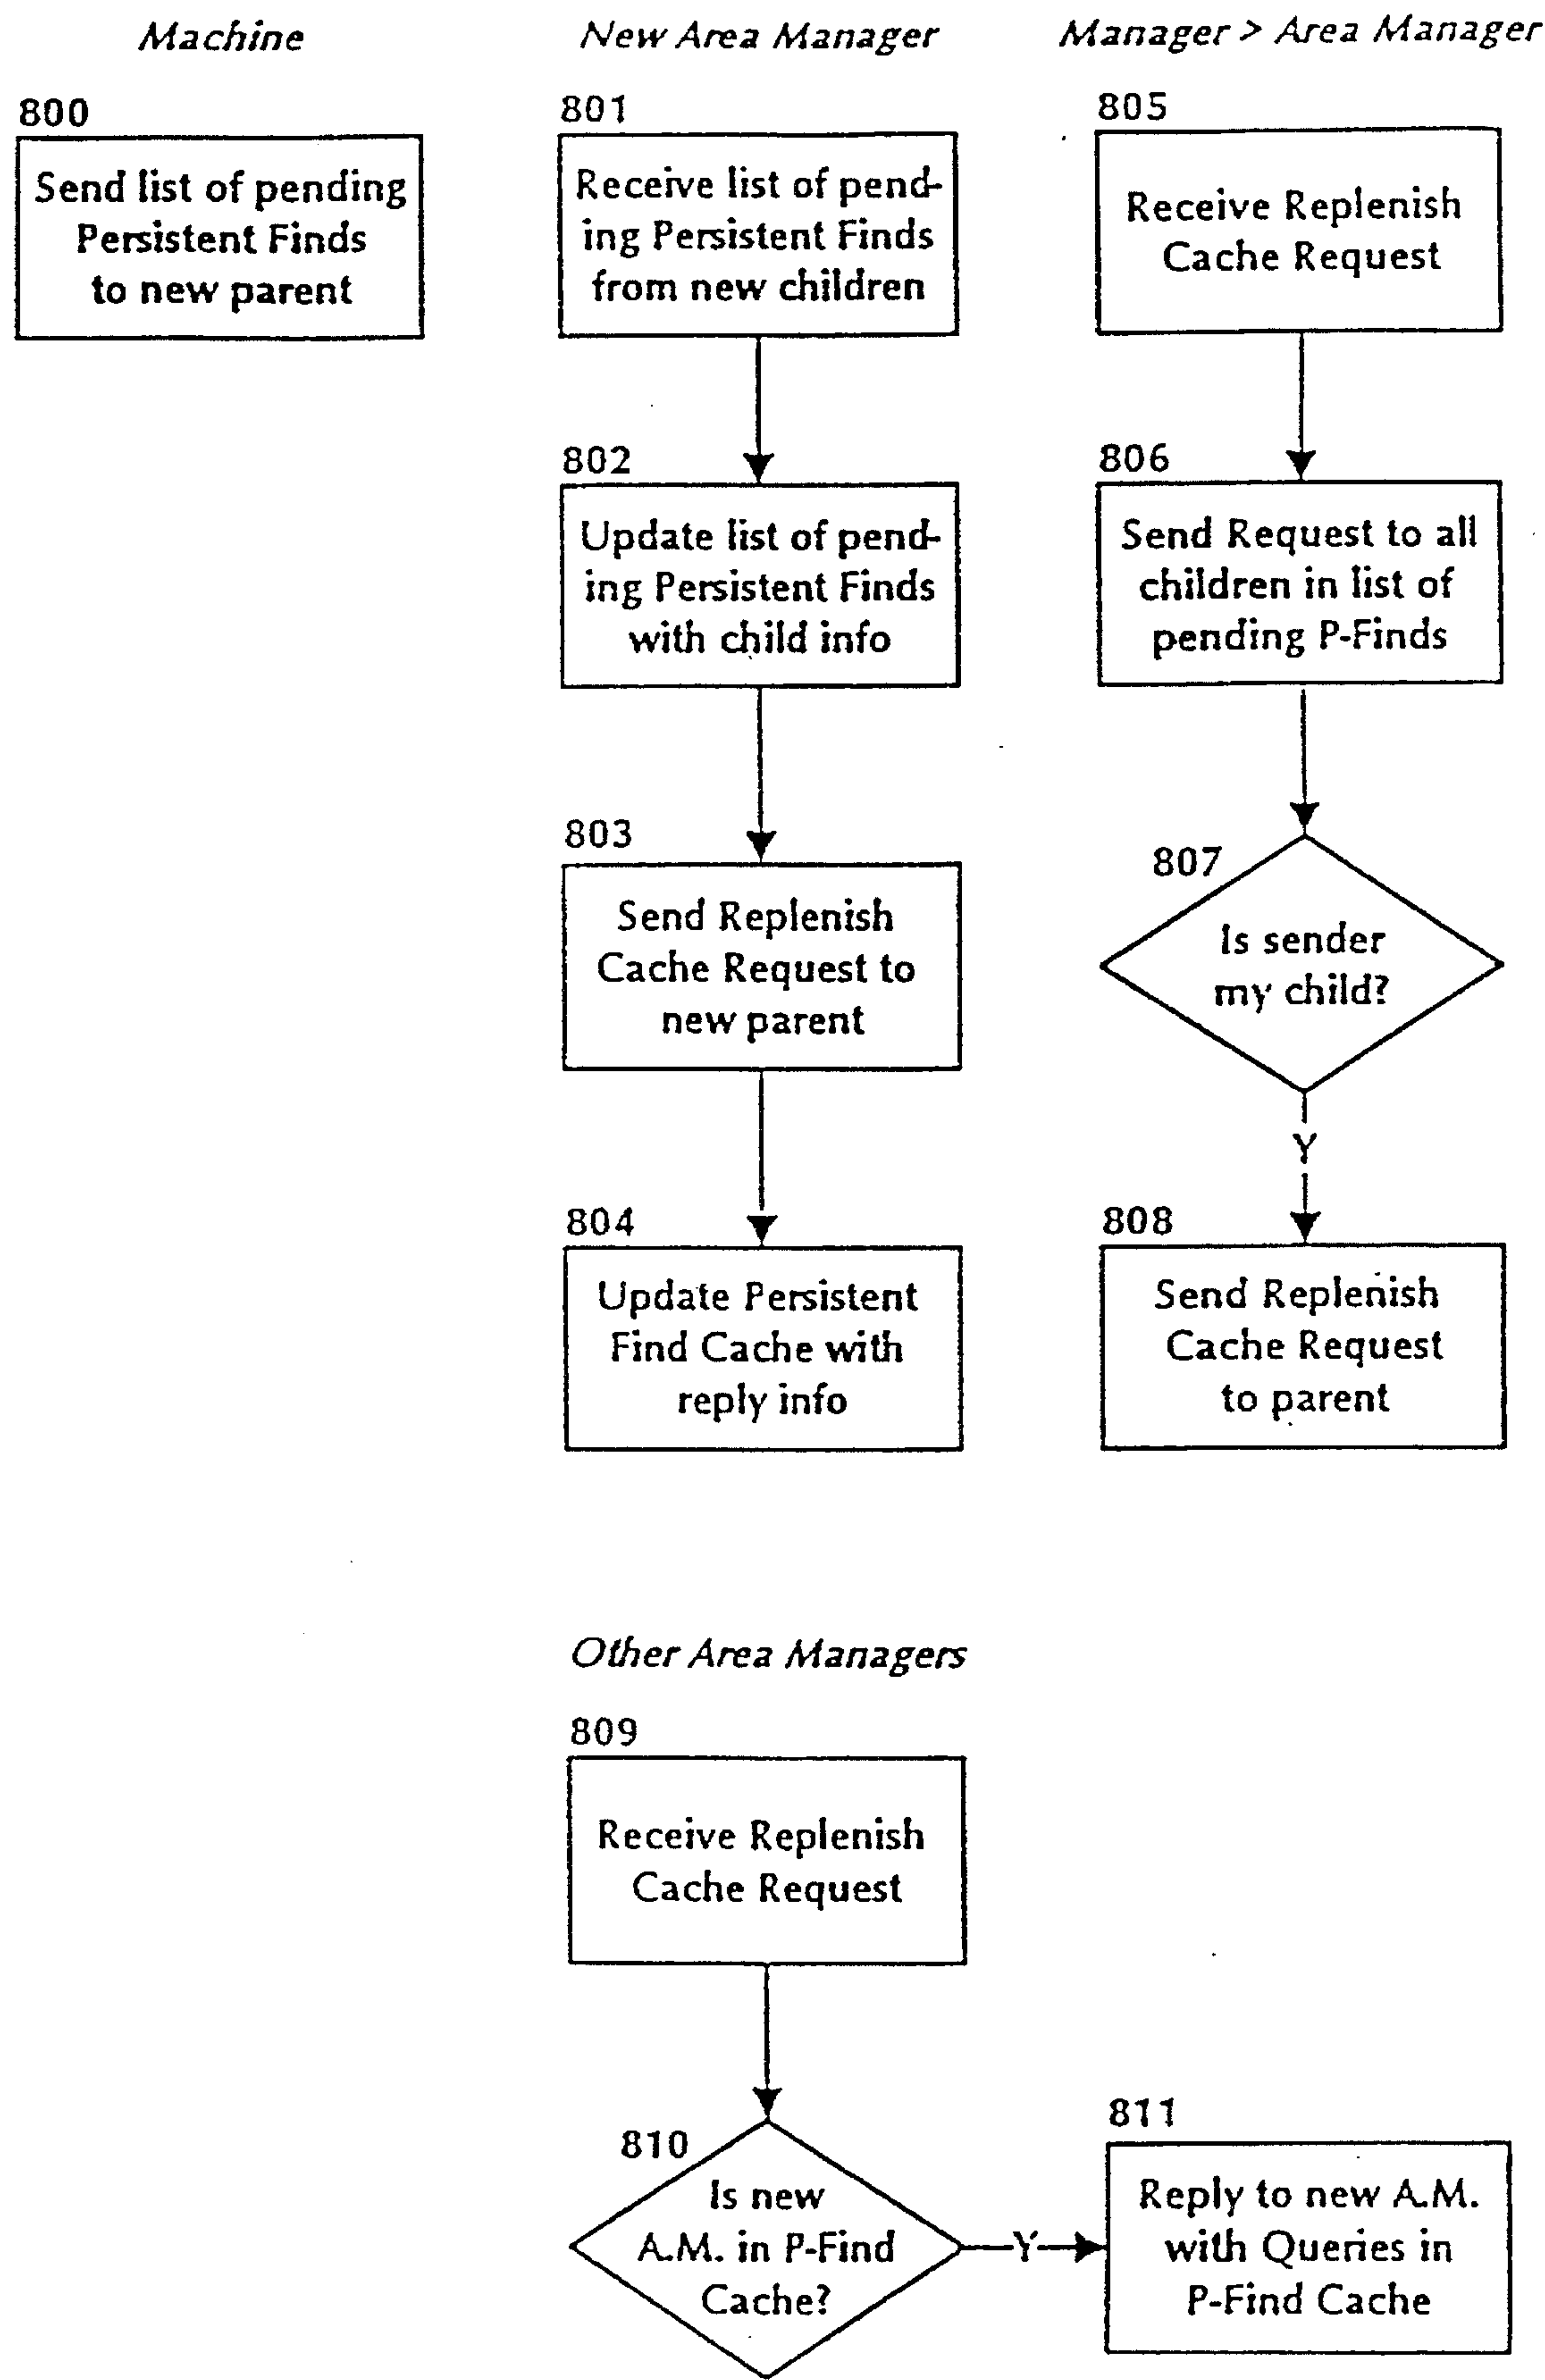 Machine
800
Send list of pending
Persistent Finds
to new parent
New Area Manager
801
Receive list of pend-
ing Persistent Finds
from new children
802
Update list of pend-
ing Persistent Finds
with child info
803
Send Replenish
Cache Request to
new parent
804
Update Persistent
Find Cache with
reply info
Manager > Area Manager
805
Receive Replenish
Cache Request
806
Send Request to all
children in list of
pending P-Finds
807
Is sender
my child?
Y
808
Send Replenish
Cache Request
to parent
Other Area Managers
809
Receive Replenish
Cache Request
810
Is new
A.M. in P-Find
Cache?
Y
811
Reply to new A.M.
with Queries in
P-Find Cache